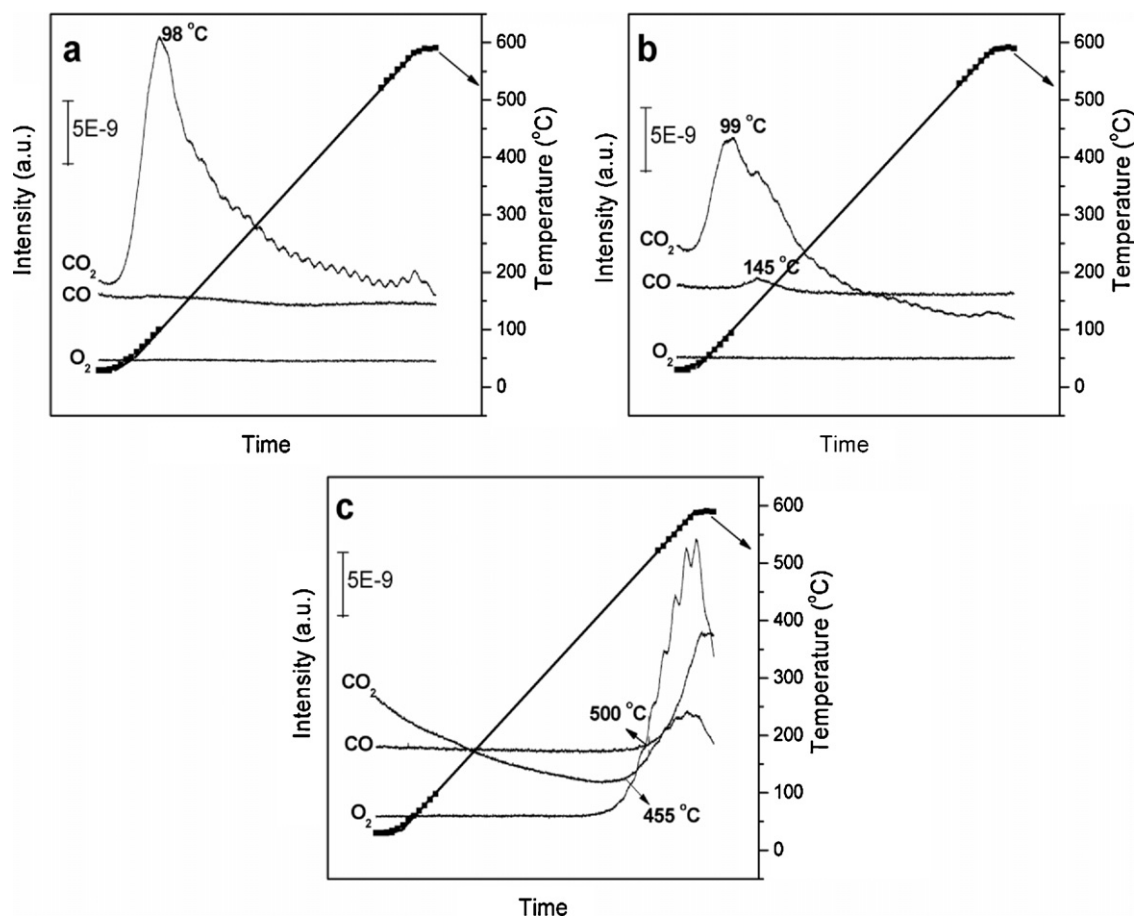 a
98 °C
5E-9
CO₂
CO
O₂
Intensity (a.u.)
Time
600
500
400
300
200
100
0
Temperature (°C)
b
99 °C
5E-9
CO₂
CO
145 °C
O₂
Intensity (a.u.)
Time
600
500
400
300
200
100
0
Temperature (°C)
c
5E-9
CO₂
CO
O₂
500 °C
455 °C
Intensity (a.u.)
Time
600
500
400
300
200
100
0
Temperature (°C)